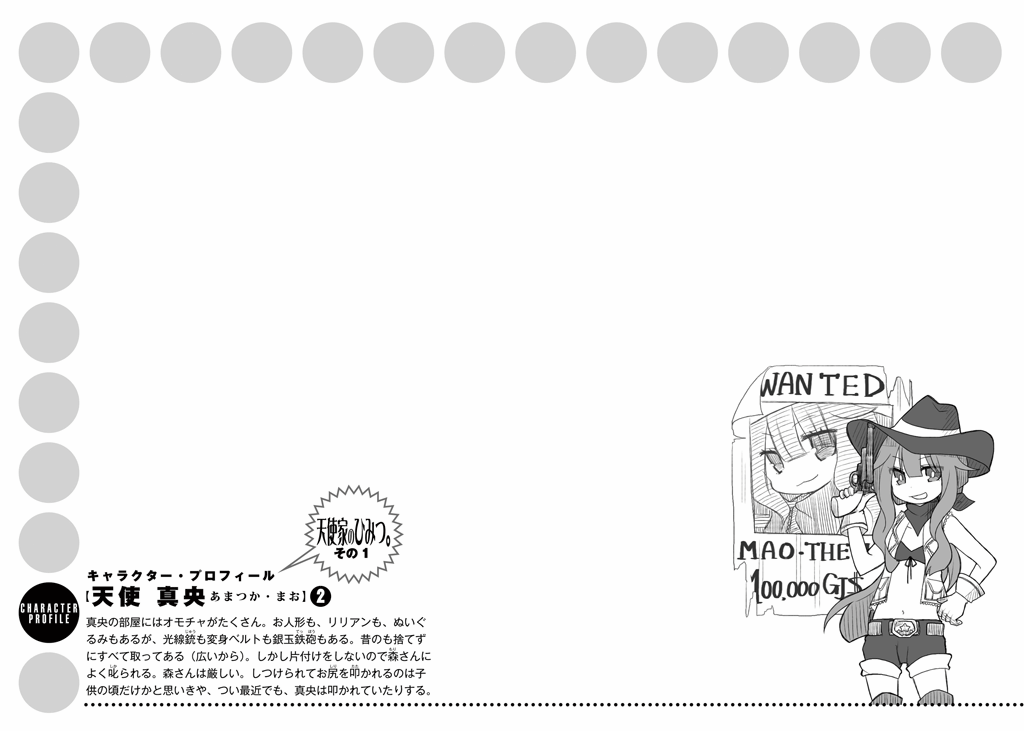 WANTED
MAO-THE
100,000 GJ$
天使家のひみつ。
その1
キャラクター・プロフィール
【天使 真央 あまつか・まお】❷
CHARACTER
PROFILE
真央の部屋にはオモチャがたくさん。お人形も、リリアンも、ぬいぐ
るみもあるが、光線銃も変身ベルトも銀玉鉄砲もある。昔のも捨てず
にすべて取ってある（広いから）。しかし片付けをしないので森さんに
よく叱られる。森さんは厳しい。しつけられてお尻を叩かれるのは子
供の頃だけかと思いきや、つい最近でも、真央は叩かれていたりする。